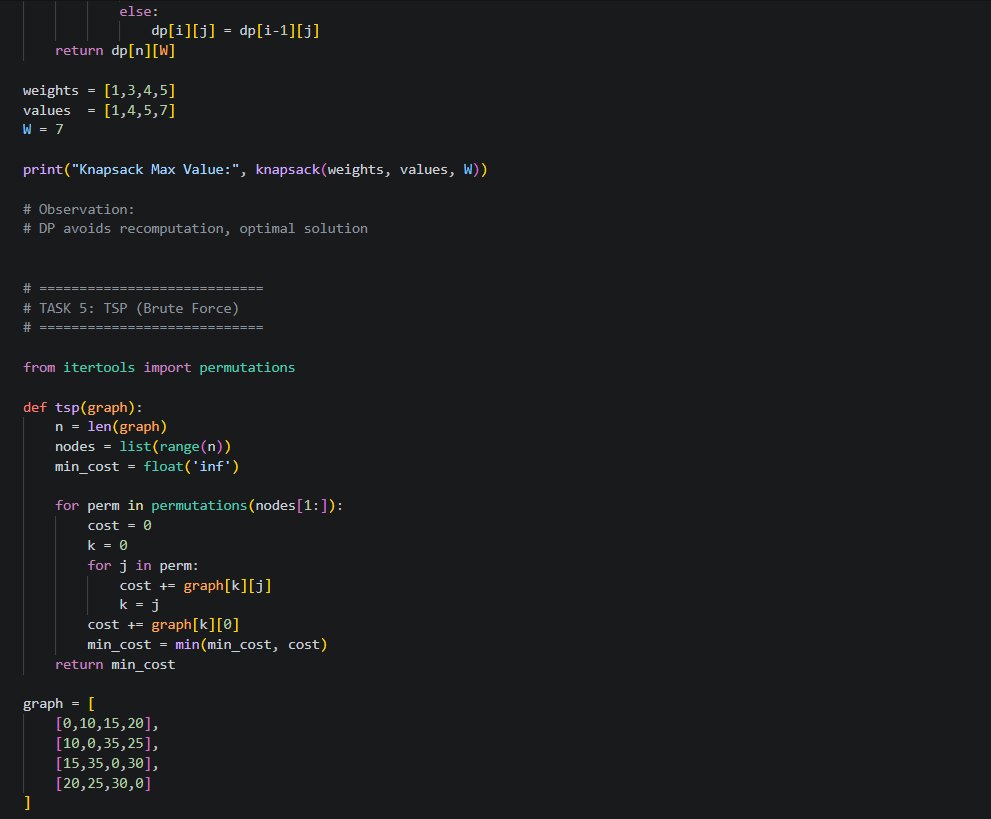 else:
                dp[i][j] = dp[i-1][j]
    return dp[n][W]

weights = [1,3,4,5]
values  = [1,4,5,7]
W = 7

print("Knapsack Max Value:", knapsack(weights, values, W))

# Observation:
# DP avoids recomputation, optimal solution


# ============================
# TASK 5: TSP (Brute Force)
# ============================

from itertools import permutations

def tsp(graph):
    n = len(graph)
    nodes = list(range(n))
    min_cost = float('inf')

    for perm in permutations(nodes[1:]):
        cost = 0
        k = 0
        for j in perm:
            cost += graph[k][j]
            k = j
        cost += graph[k][0]
        min_cost = min(min_cost, cost)
    return min_cost

graph = [
    [0,10,15,20],
    [10,0,35,25],
    [15,35,0,30],
    [20,25,30,0]
]